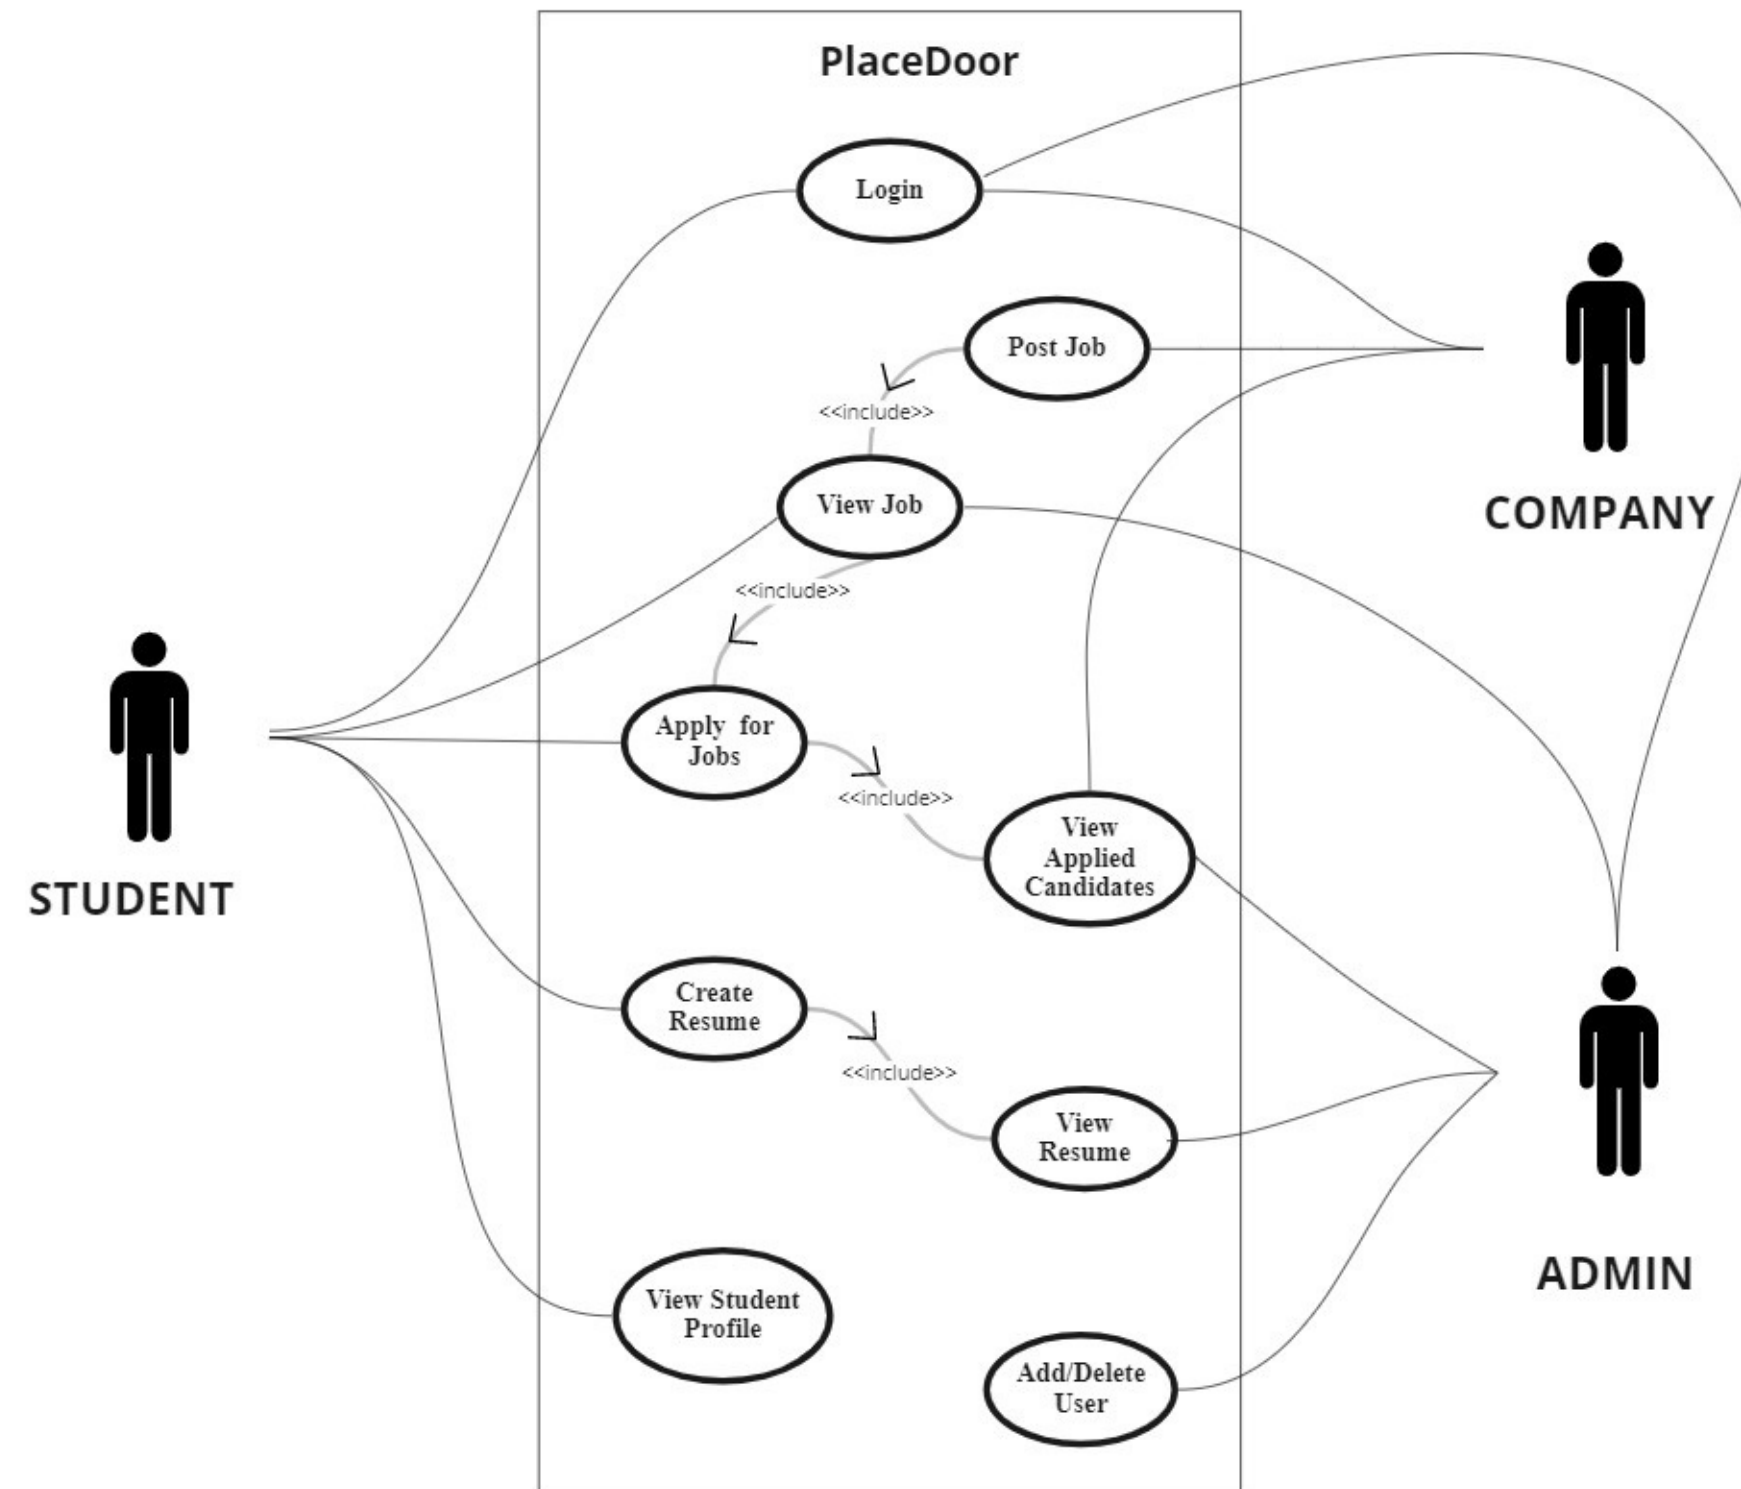 PlaceDoor
Login
Post Job
<<include>>
COMPANY
View Job
<<include>>
Apply for
Jobs
<<include>>
View
Applied
Candidates
STUDENT
Create
Resume
<<include>>
View
Resume
ADMIN
View Student
Profile
Add/Delete
User